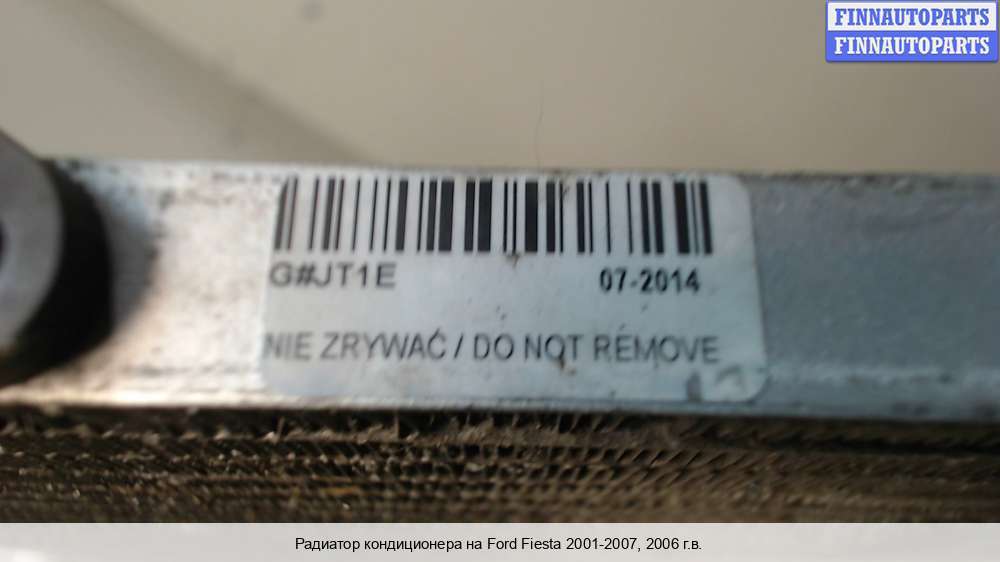 FINNAUTOPARTS
FINNAUTOPARTS
G#JT1E 07-2014
NIE ZRYWAĆ / DO NOT REMOVE
Радиатор кондиционера на Ford Fiesta 2001-2007, 2006 г.в.